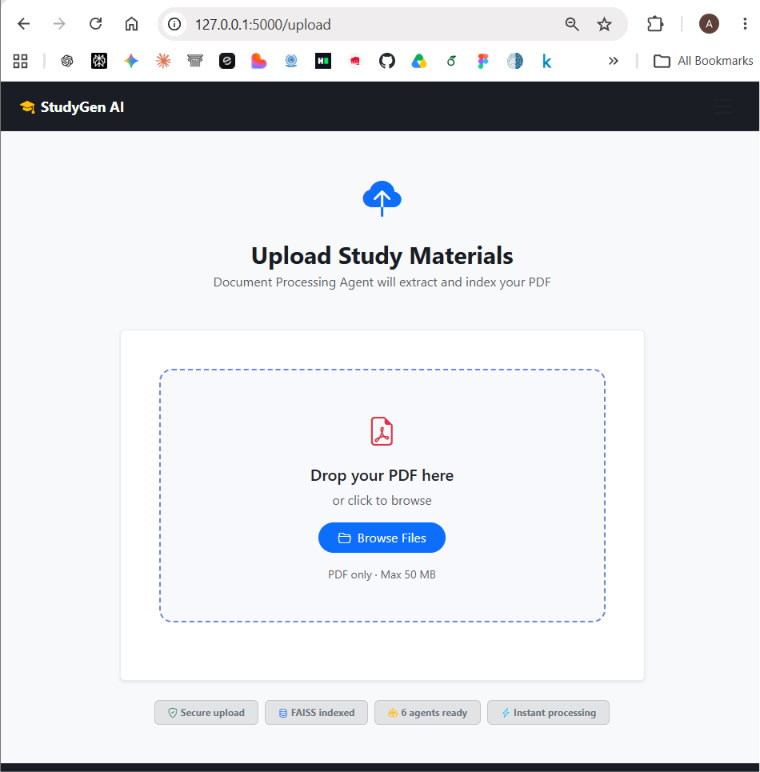 127.0.0.1:5000/upload
All Bookmarks
StudyGen AI
Upload Study Materials
Document Processing Agent will extract and index your PDF
Drop your PDF here
or click to browse
Browse Files
PDF only · Max 50 MB
Secure upload FAISS indexed 6 agents ready Instant processing